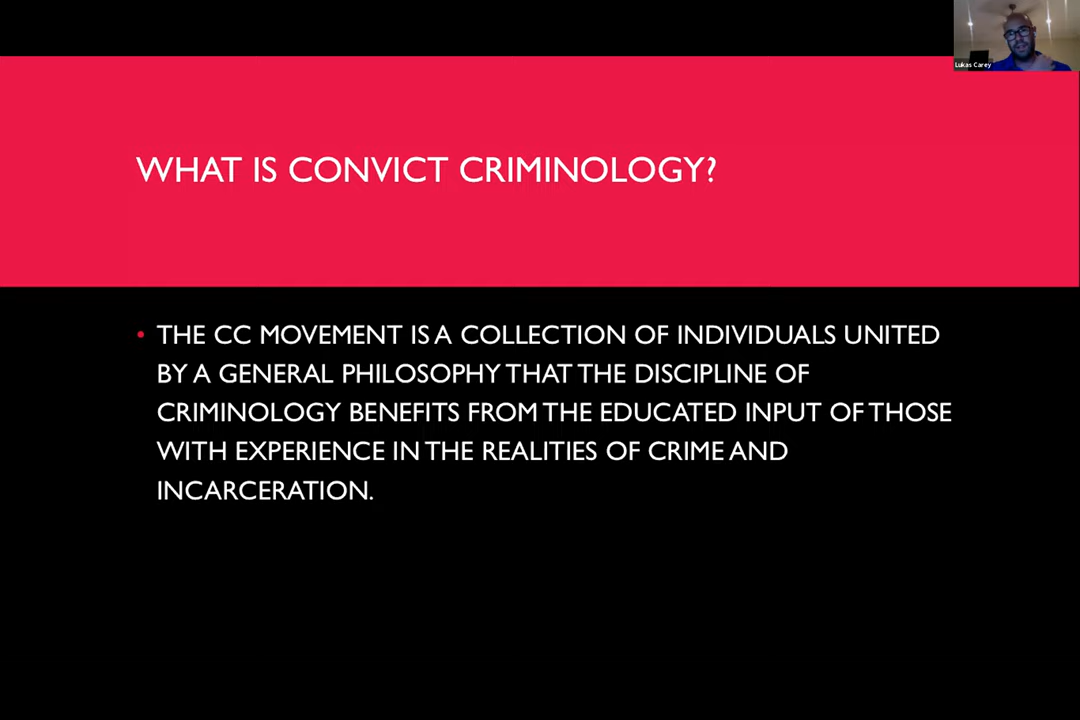 Lukas Carey
WHAT IS CONVICT CRIMINOLOGY?
• THE CC MOVEMENT IS A COLLECTION OF INDIVIDUALS UNITED
BY A GENERAL PHILOSOPHY THAT THE DISCIPLINE OF
CRIMINOLOGY BENEFITS FROM THE EDUCATED INPUT OF THOSE
WITH EXPERIENCE IN THE REALITIES OF CRIME AND
INCARCERATION.